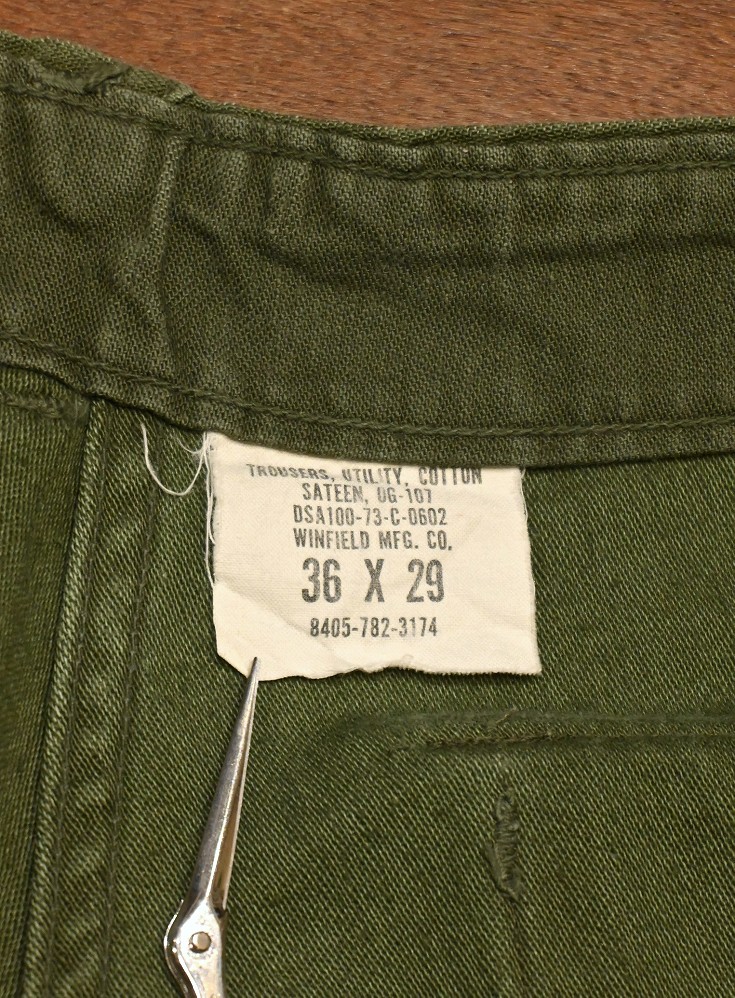 TROUSERS, UTILITY, COTTON
SATEEN, OG-107
DSA100-73-C-0602
WINFIELD MFG. CO.
36 X 29
8405-782-3174